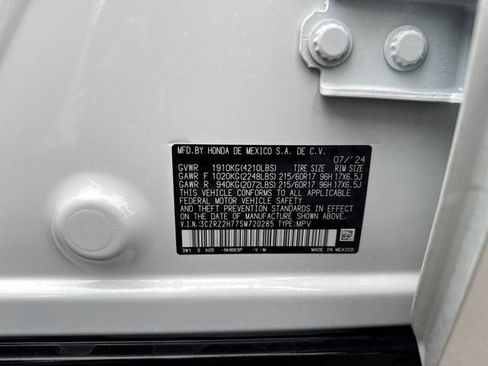 MFD.BY HONDA DE MEXICO S.A. DE C.V.
07/'24
GVWR 1910KG(4210LBS) TIRE SIZE RIM SIZE
GAWR F 1020KG(2248LBS) 215/60R17 96H 17X6.5J
GAWR R 940KG(2072LBS) 215/60R17 96H 17X6.5J
THIS VEHICLE CONFORMS TO ALL APPLICABLE
FEDERAL MOTOR VEHICLE SAFETY
AND THEFT PREVENTION STANDARDS IN EFFECT ON
THE DATE OF MANUFACTURE SHOWN ABOVE.
V.I.N.:3CZRZ2H77SM720285 TYPE:MPV
3W1 S A05 -NH883P -V -M MADE IN MEXICO